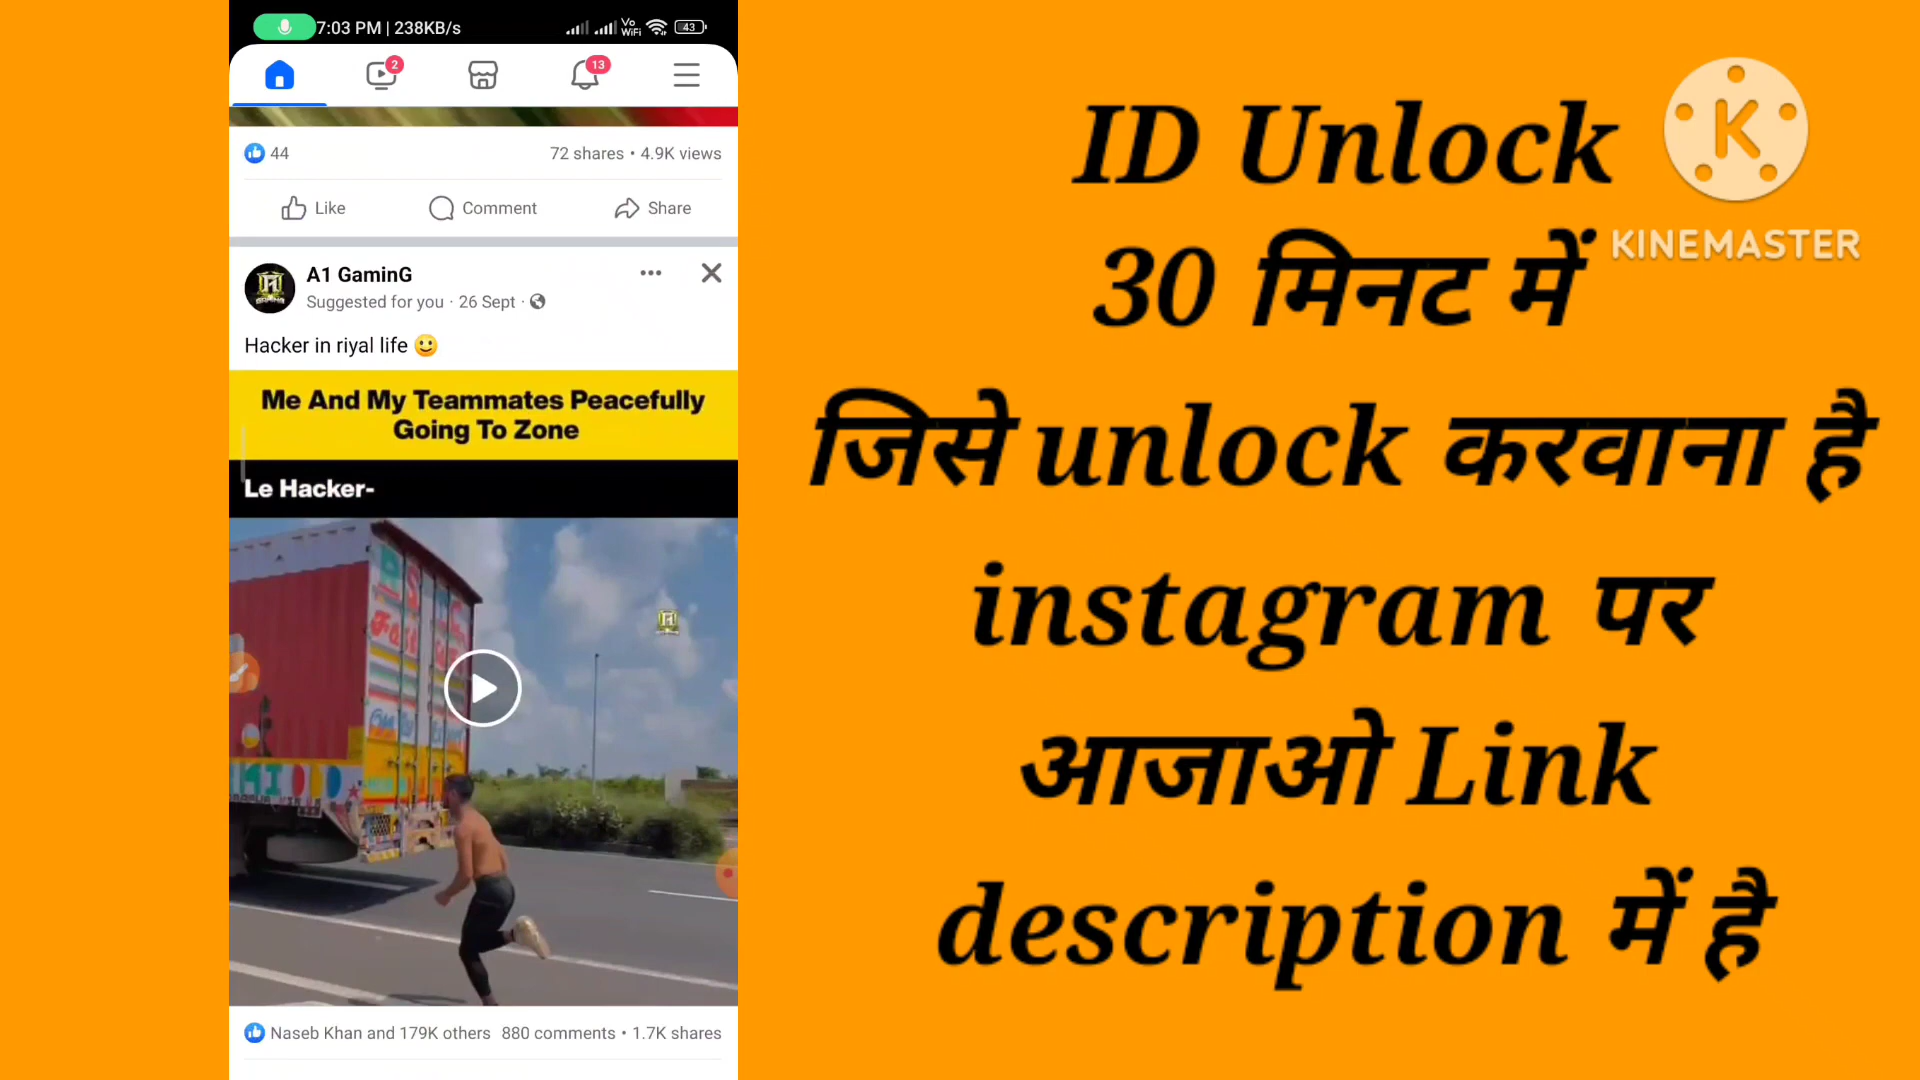 7:03 PM | 238KB/s
Vo
WiFi
43
2
13
44
72 shares • 4.9K views
Like
Comment
Share
A1 GaminG
Suggested for you · 26 Sept ·
Hacker in riyal life 🙂
Me And My Teammates Peacefully
Going To Zone
Le Hacker-
Naseb Khan and 179K others
880 comments • 1.7K shares
ID Unlock
30 मिनट में
जिसे unlock करवाना है
instagram पर
आजाओ Link
description में है
K
KINEMASTER